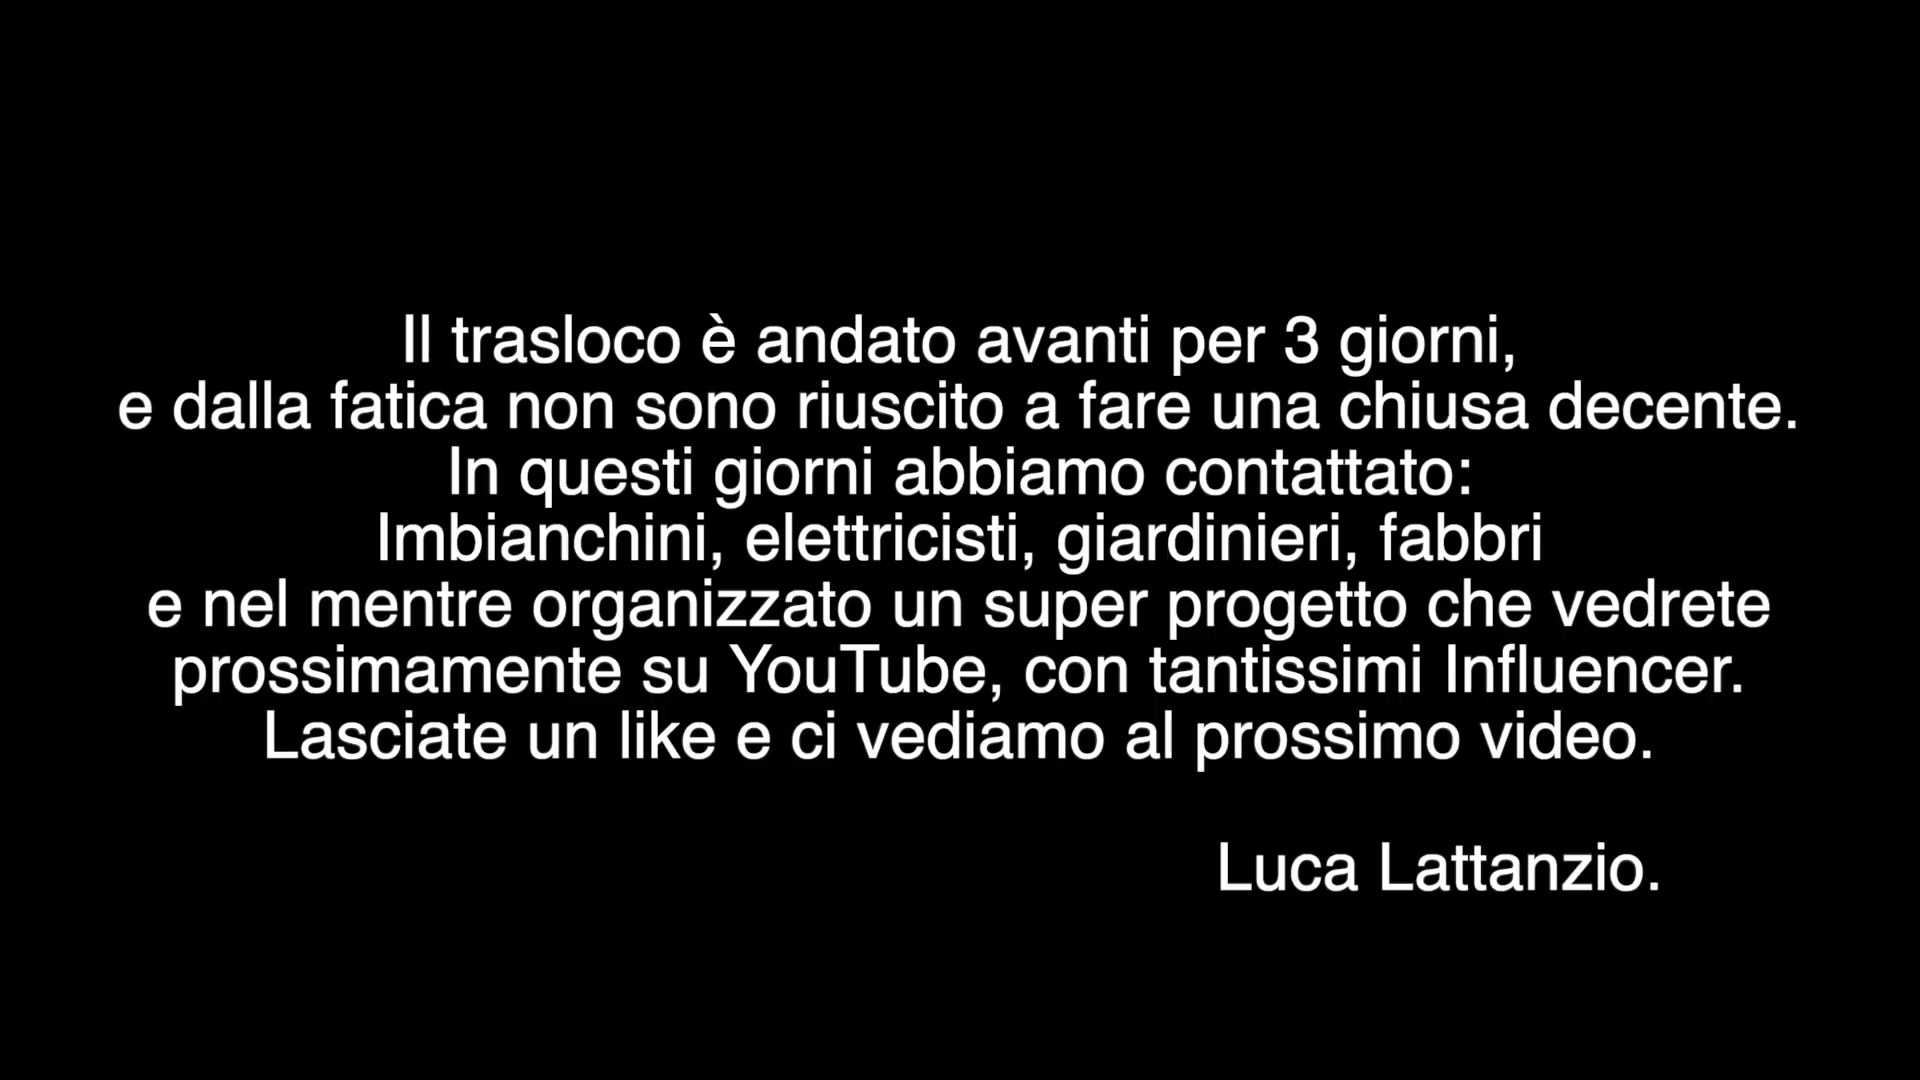 Il trasloco è andato avanti per 3 giorni,
e dalla fatica non sono riuscito a fare una chiusa decente.
In questi giorni abbiamo contattato:
Imbianchini, elettricisti, giardinieri, fabbri
e nel mentre organizzato un super progetto che vedrete
prossimamente su YouTube, con tantissimi Influencer.
Lasciate un like e ci vediamo al prossimo video.
Luca Lattanzio.